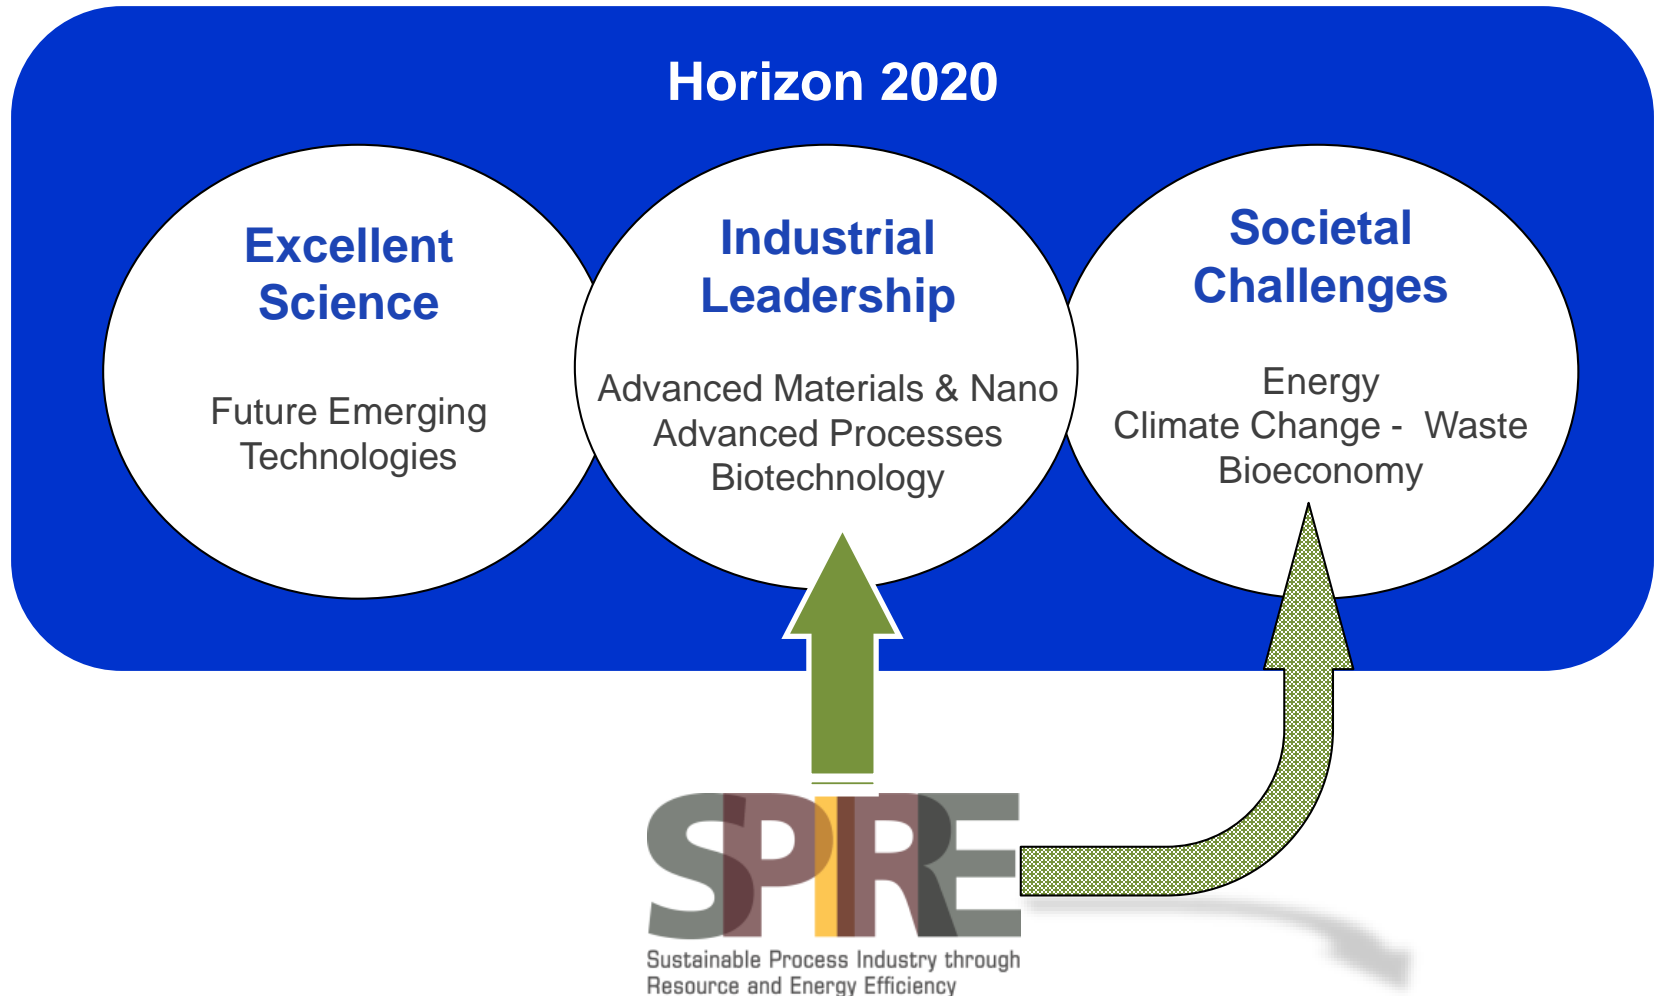 Horizon 2020
Excellent
Science
Future Emerging
Technologies
Industrial
Leadership
Advanced Materials & Nano
Advanced Processes
Biotechnology
Societal
Challenges
Energy
Climate Change - Waste
Bioeconomy
SPIRE
Sustainable Process Industry through
Resource and Energy Efficiency